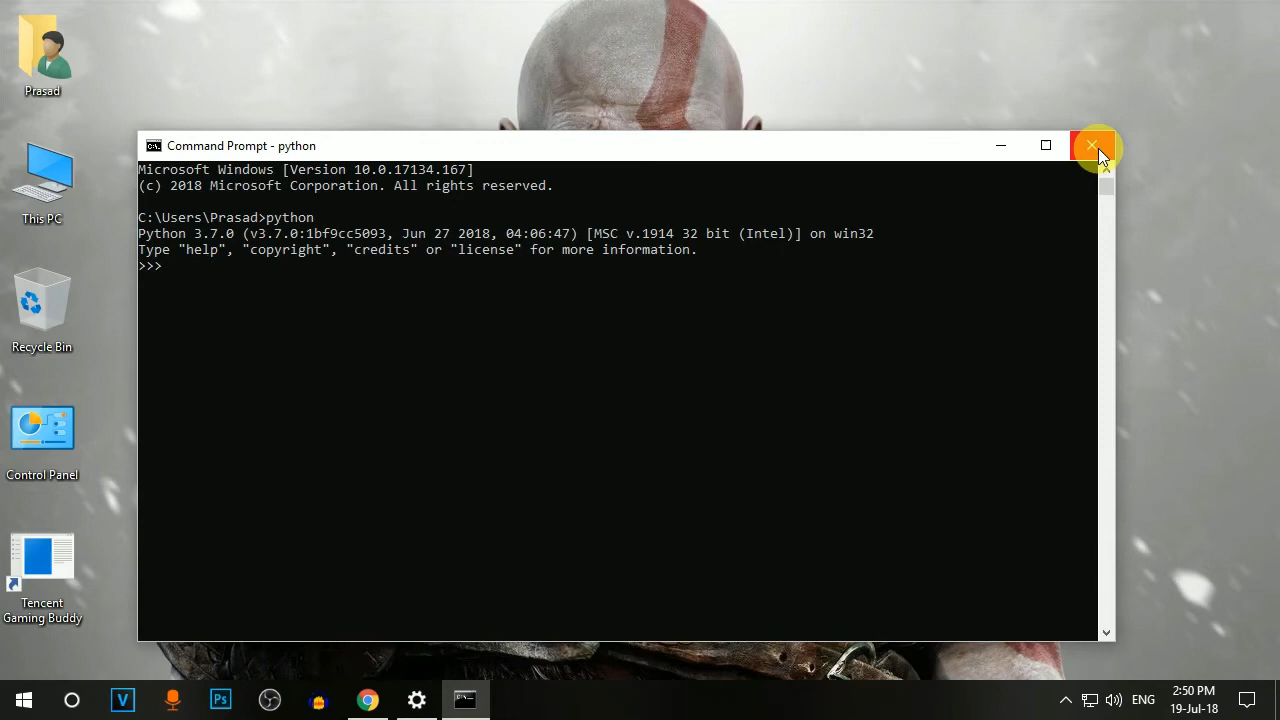 Prasad
This PC
Recycle Bin
Control Panel
Tencent
Gaming Buddy
Command Prompt - python
Microsoft Windows [Version 10.0.17134.167]
(c) 2018 Microsoft Corporation. All rights reserved.
C:\Users\Prasad>python
Python 3.7.0 (v3.7.0:1bf9cc5093, Jun 27 2018, 04:06:47) [MSC v.1914 32 bit (Intel)] on win32
Type "help", "copyright", "credits" or "license" for more information.
>>>
V
Ps
ENG
2:50 PM
19-Jul-18